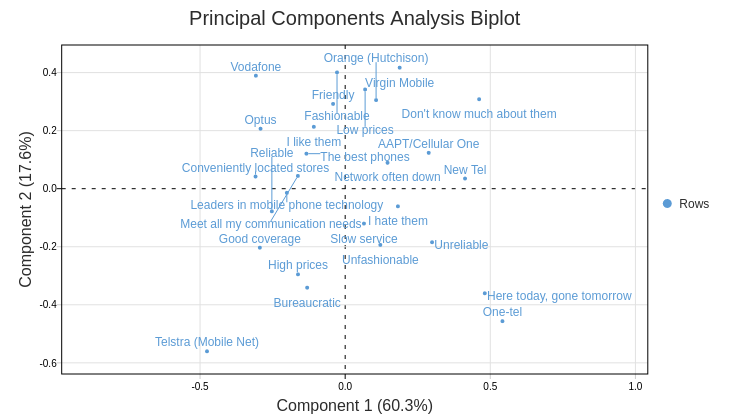 Principal Components Analysis Biplot
Orange (Hutchison)
Vodafone
Virgin Mobile
Friendly
Don't know much about them
Fashionable
Optus
Low prices
I like them
AAPT/Cellular One
Reliable
The best phones
Conveniently located stores
New Tel
Network often down
Leaders in mobile phone technology
Meet all my communication needs
I hate them
Good coverage
Slow service
Unreliable
Unfashionable
High prices
Here today, gone tomorrow
Bureaucratic
One-tel
Telstra (Mobile Net)
0.4
0.2
0.0
-0.2
-0.4
-0.6
Component 2 (17.6%)
-0.5
0.0
0.5
1.0
Component 1 (60.3%)
Rows